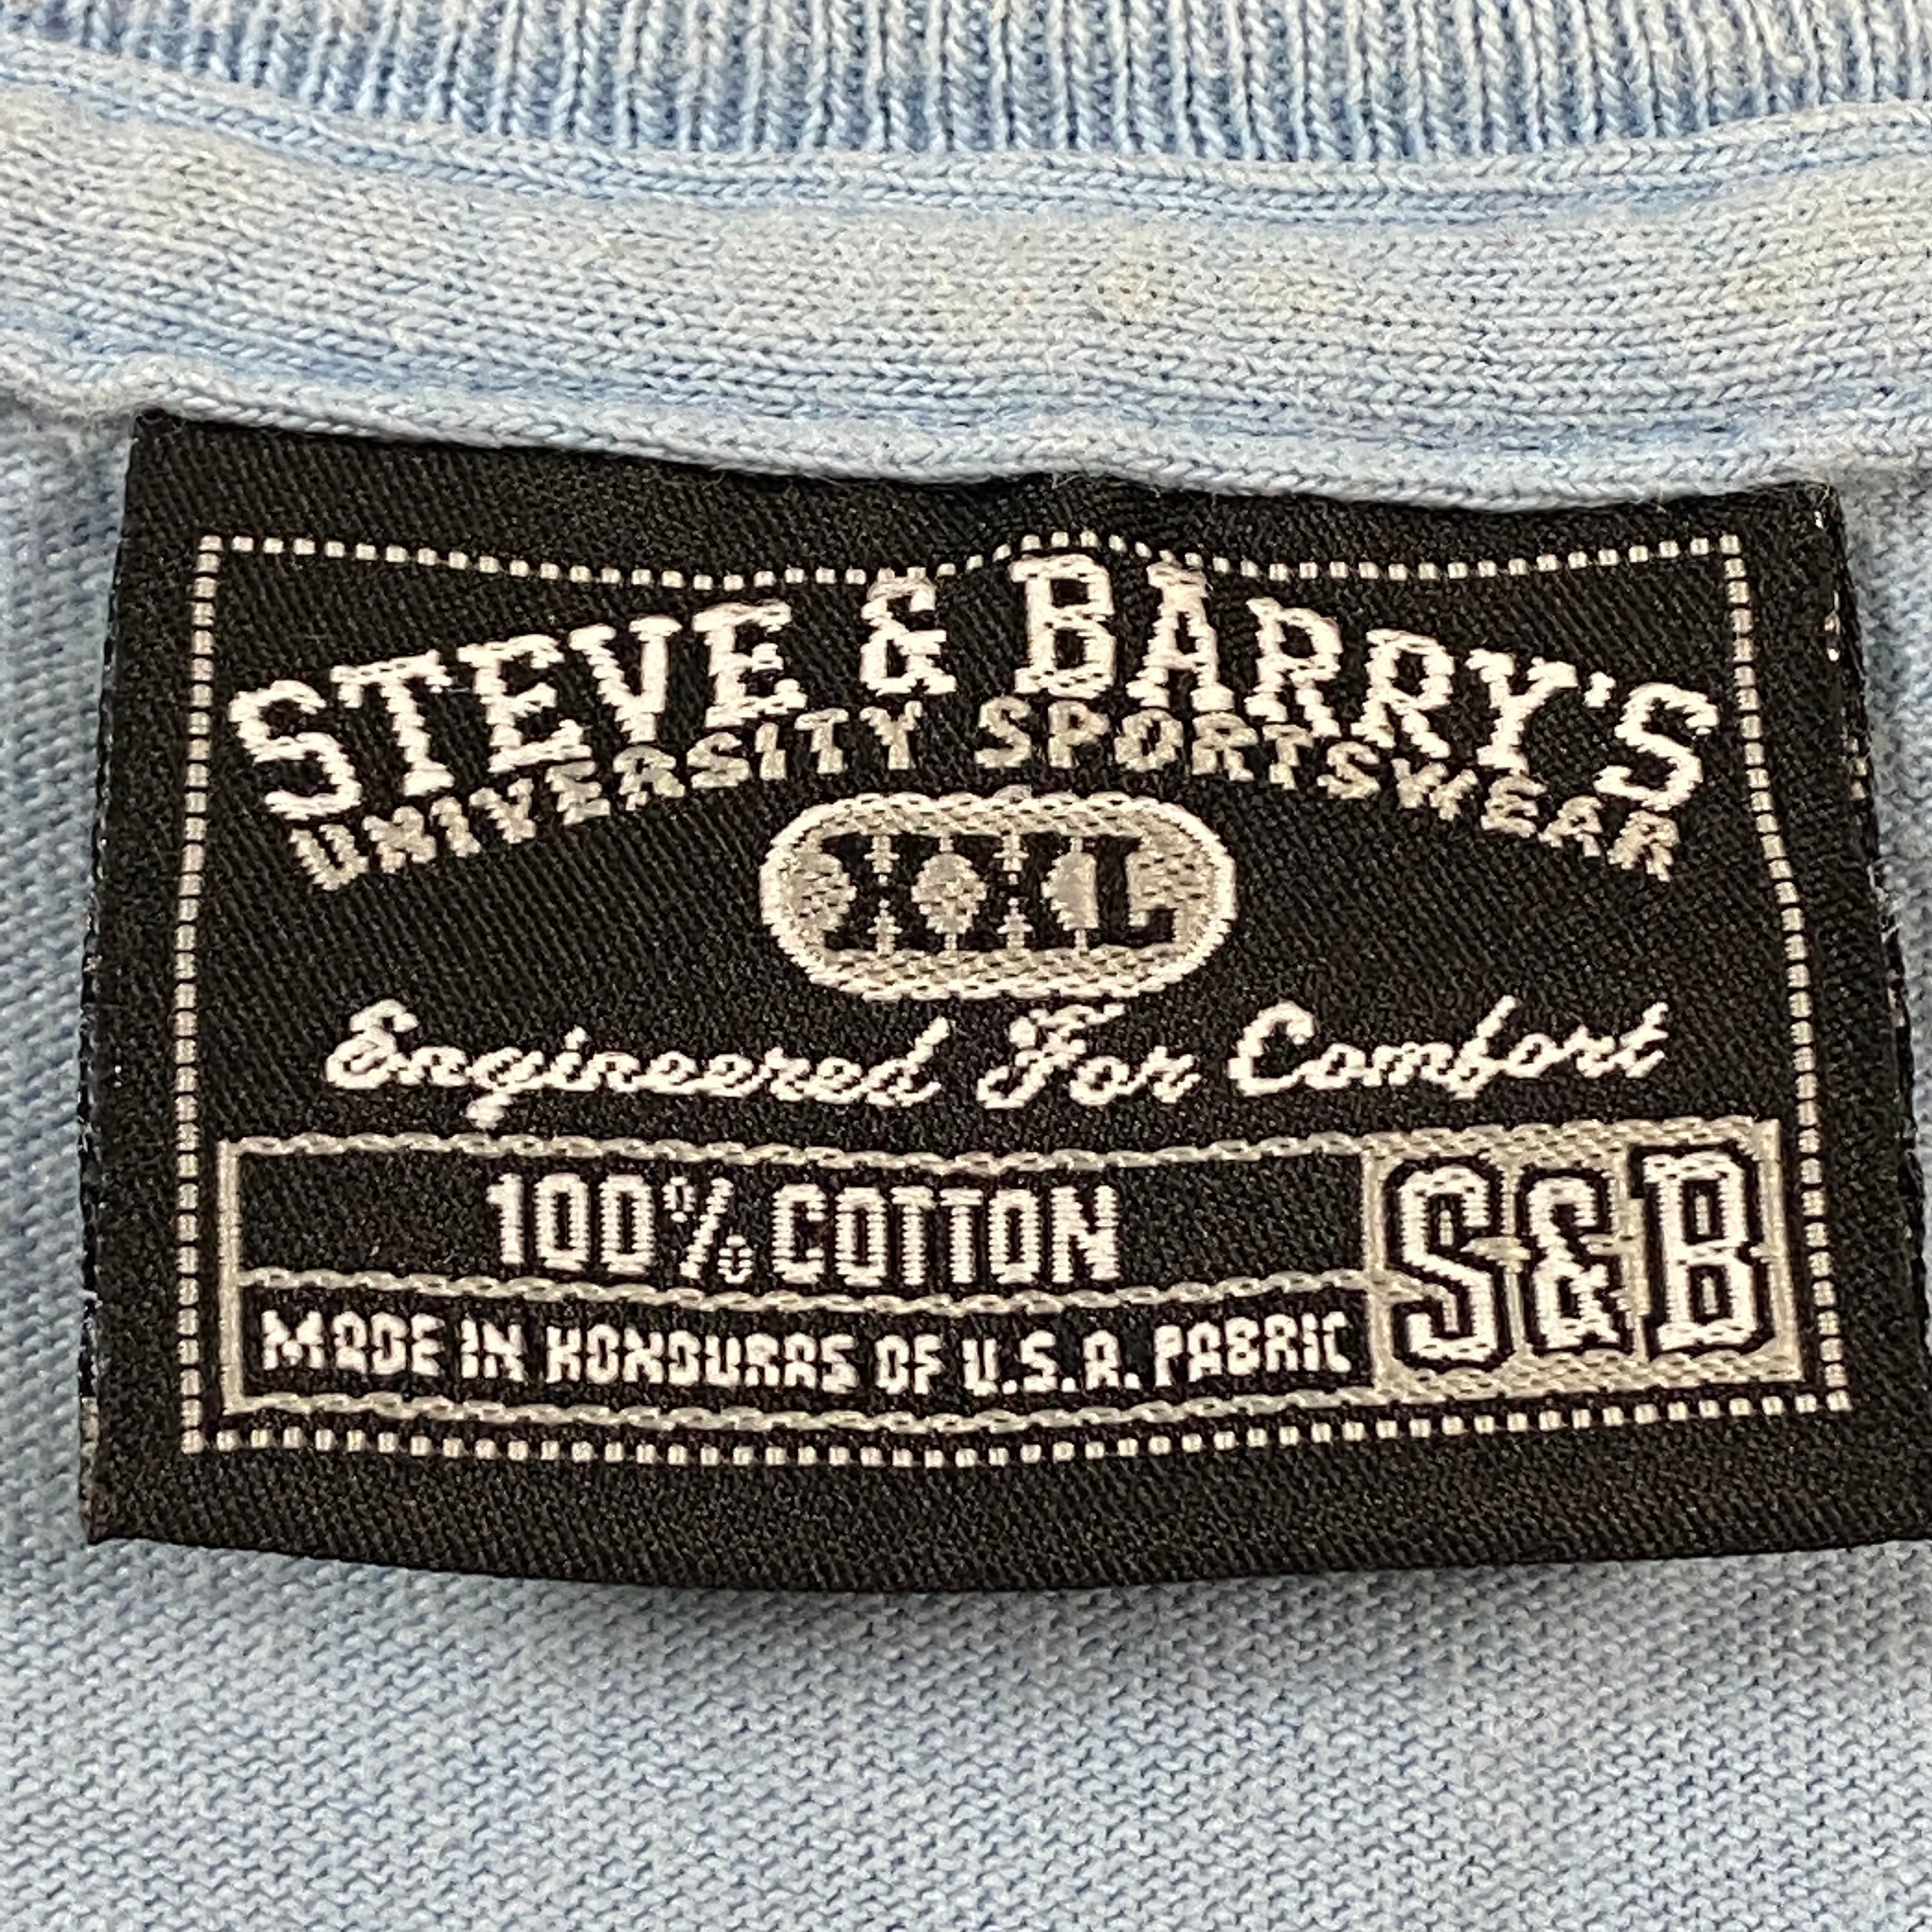 STEVE & BARRY'S
UNIVERSITY SPORTSWEAR
XXL
Engineered For Comfort
100% COTTON
MADE IN HONDURAS OF U.S.A. FABRIC
S&B